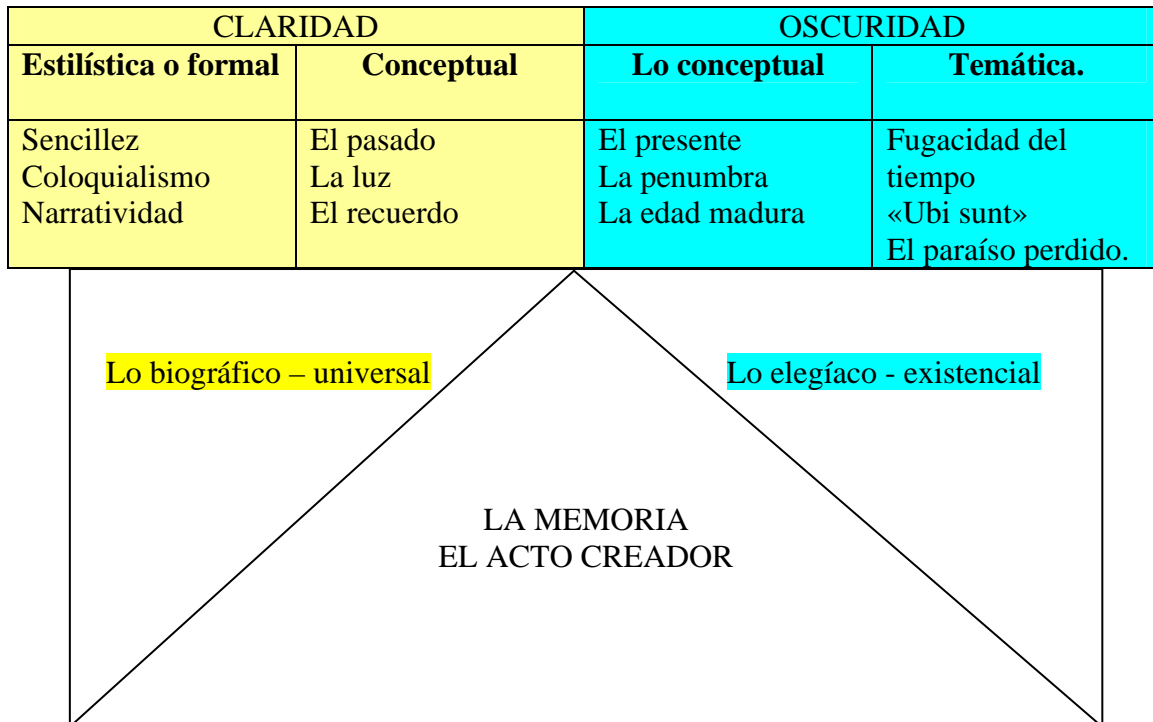 CLARIDAD
OSCURIDAD
Estilística o formal
Conceptual
Lo conceptual
Temática.
Sencillez
Coloquialismo
Narratividad
El pasado
La luz
El recuerdo
El presente
La penumbra
La edad madura
Fugacidad del
tiempo
«Ubi sunt»
El paraíso perdido.
Lo biográfico – universal
Lo elegíaco - existencial
LA MEMORIA
EL ACTO CREADOR